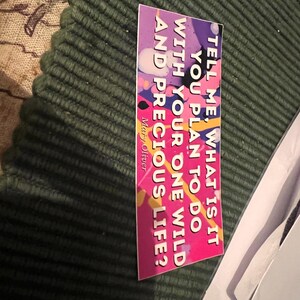 TELL ME, WHAT IS IT
YOU PLAN TO DO
WITH YOUR ONE WILD
AND PRECIOUS LIFE?
Mary Oliver